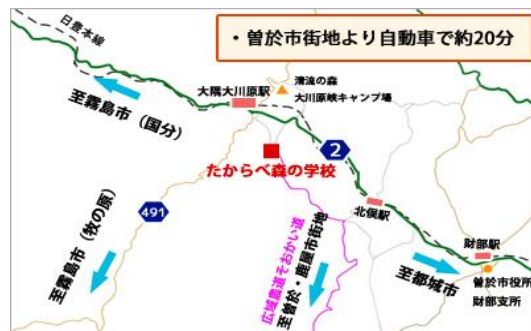 ・曽於市街地より自動車で約20分
日豊本線
大隅大川原駅
清流の森
大川原峡キャンプ場
至霧島市（国分）
たからべ森の学校
2
491
至霧島市（牧の原）
北俣駅
財部駅
広域農道そおかい道
至曽於・鹿屋市街地
至都城市
曽於市役所
財部支所